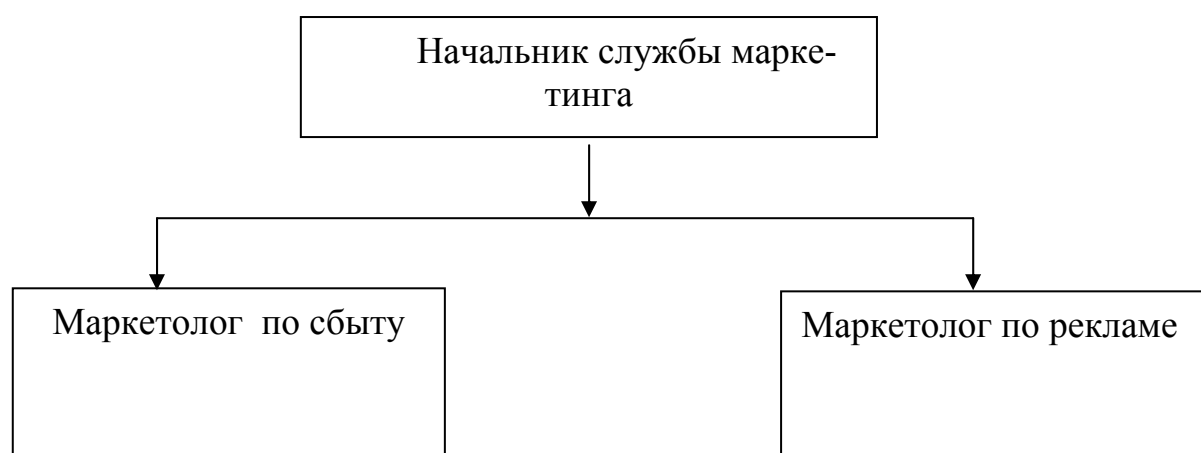 Начальник службы марке-
тинга
Маркетолог по сбыту
Маркетолог по рекламе